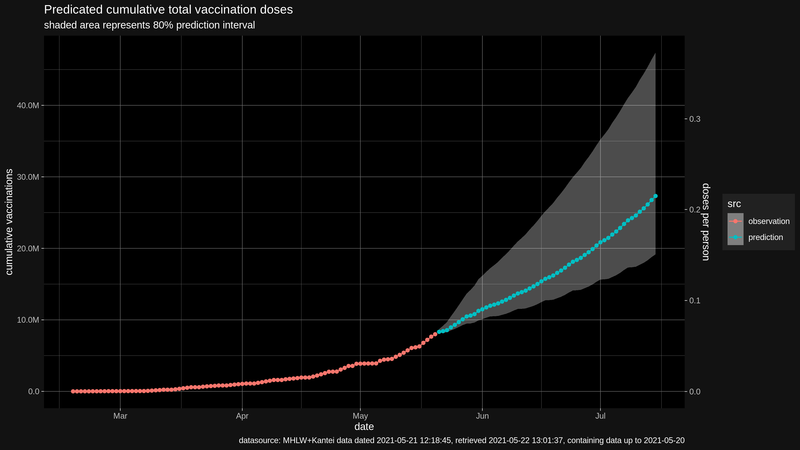 Predicated cumulative total vaccination doses
shaded area represents 80% prediction interval
cumulative vaccinations
40.0M
30.0M
20.0M
10.0M
0.0
0.3
0.2
0.1
0.0
doses per person
src
observation
prediction
Mar
Apr
May
Jun
Jul
date
datasource: MHLW+Kantei data dated 2021-05-21 12:18:45, retrieved 2021-05-22 13:01:37, containing data up to 2021-05-20